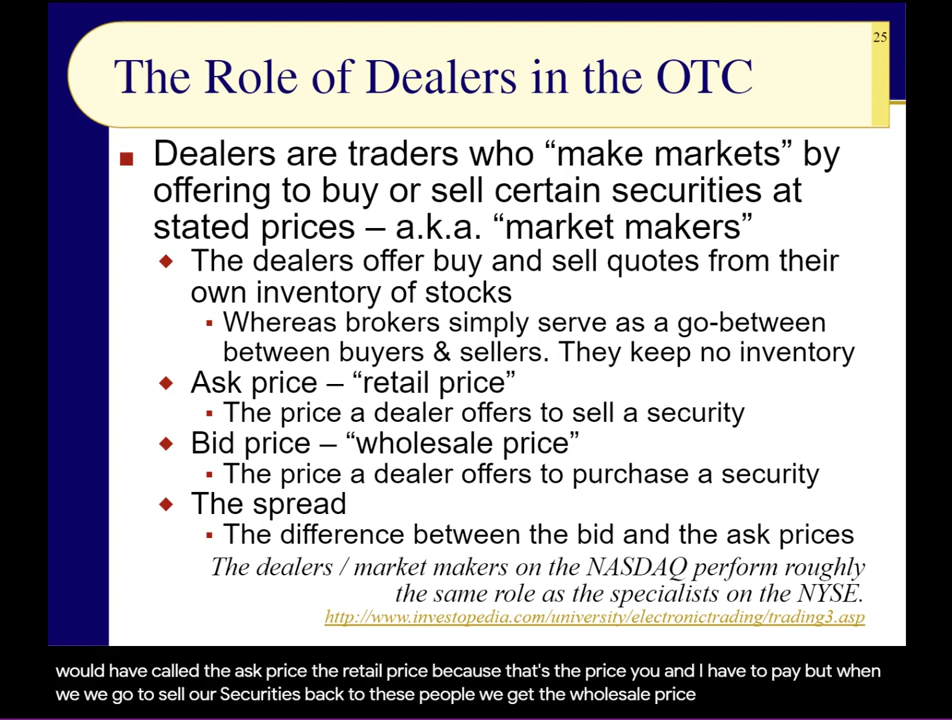 25
The Role of Dealers in the OTC
Dealers are traders who “make markets” by
offering to buy or sell certain securities at
stated prices – a.k.a. “market makers”
The dealers offer buy and sell quotes from their
own inventory of stocks
Whereas brokers simply serve as a go-between
between buyers & sellers. They keep no inventory
Ask price – “retail price”
The price a dealer offers to sell a security
Bid price – “wholesale price”
The price a dealer offers to purchase a security
The spread
The difference between the bid and the ask prices
The dealers / market makers on the NASDAQ perform roughly
the same role as the specialists on the NYSE.
http://www.investopedia.com/university/electronictrading/trading3.asp
would have called the ask price the retail price because that's the price you and I have to pay but when
we we go to sell our Securities back to these people we get the wholesale price